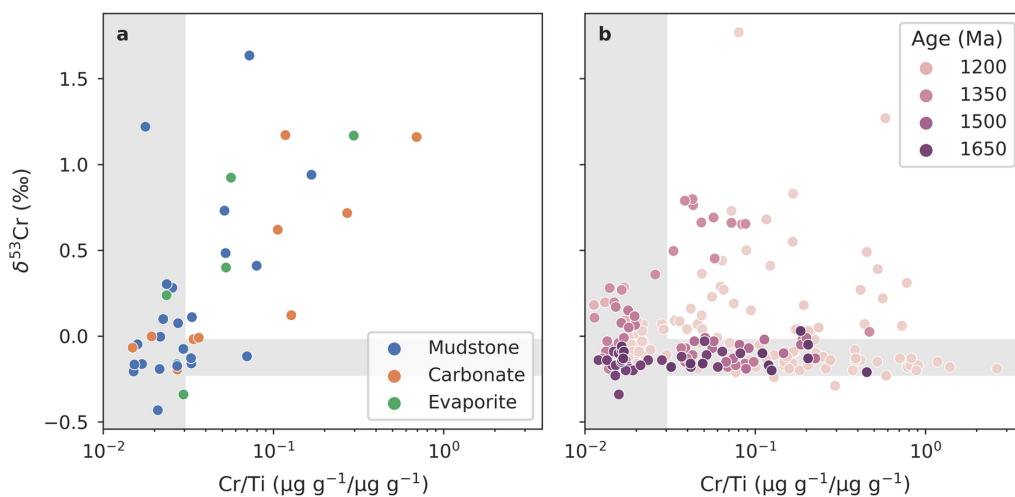 a
b
δ⁵³Cr (‰)
1.5
1.0
0.5
0.0
−0.5
Mudstone
Carbonate
Evaporite
Age (Ma)
1200
1350
1500
1650
10⁻² 10⁻¹ 10⁰
10⁻² 10⁻¹ 10⁰
Cr/Ti (μg g⁻¹/μg g⁻¹)
Cr/Ti (μg g⁻¹/μg g⁻¹)